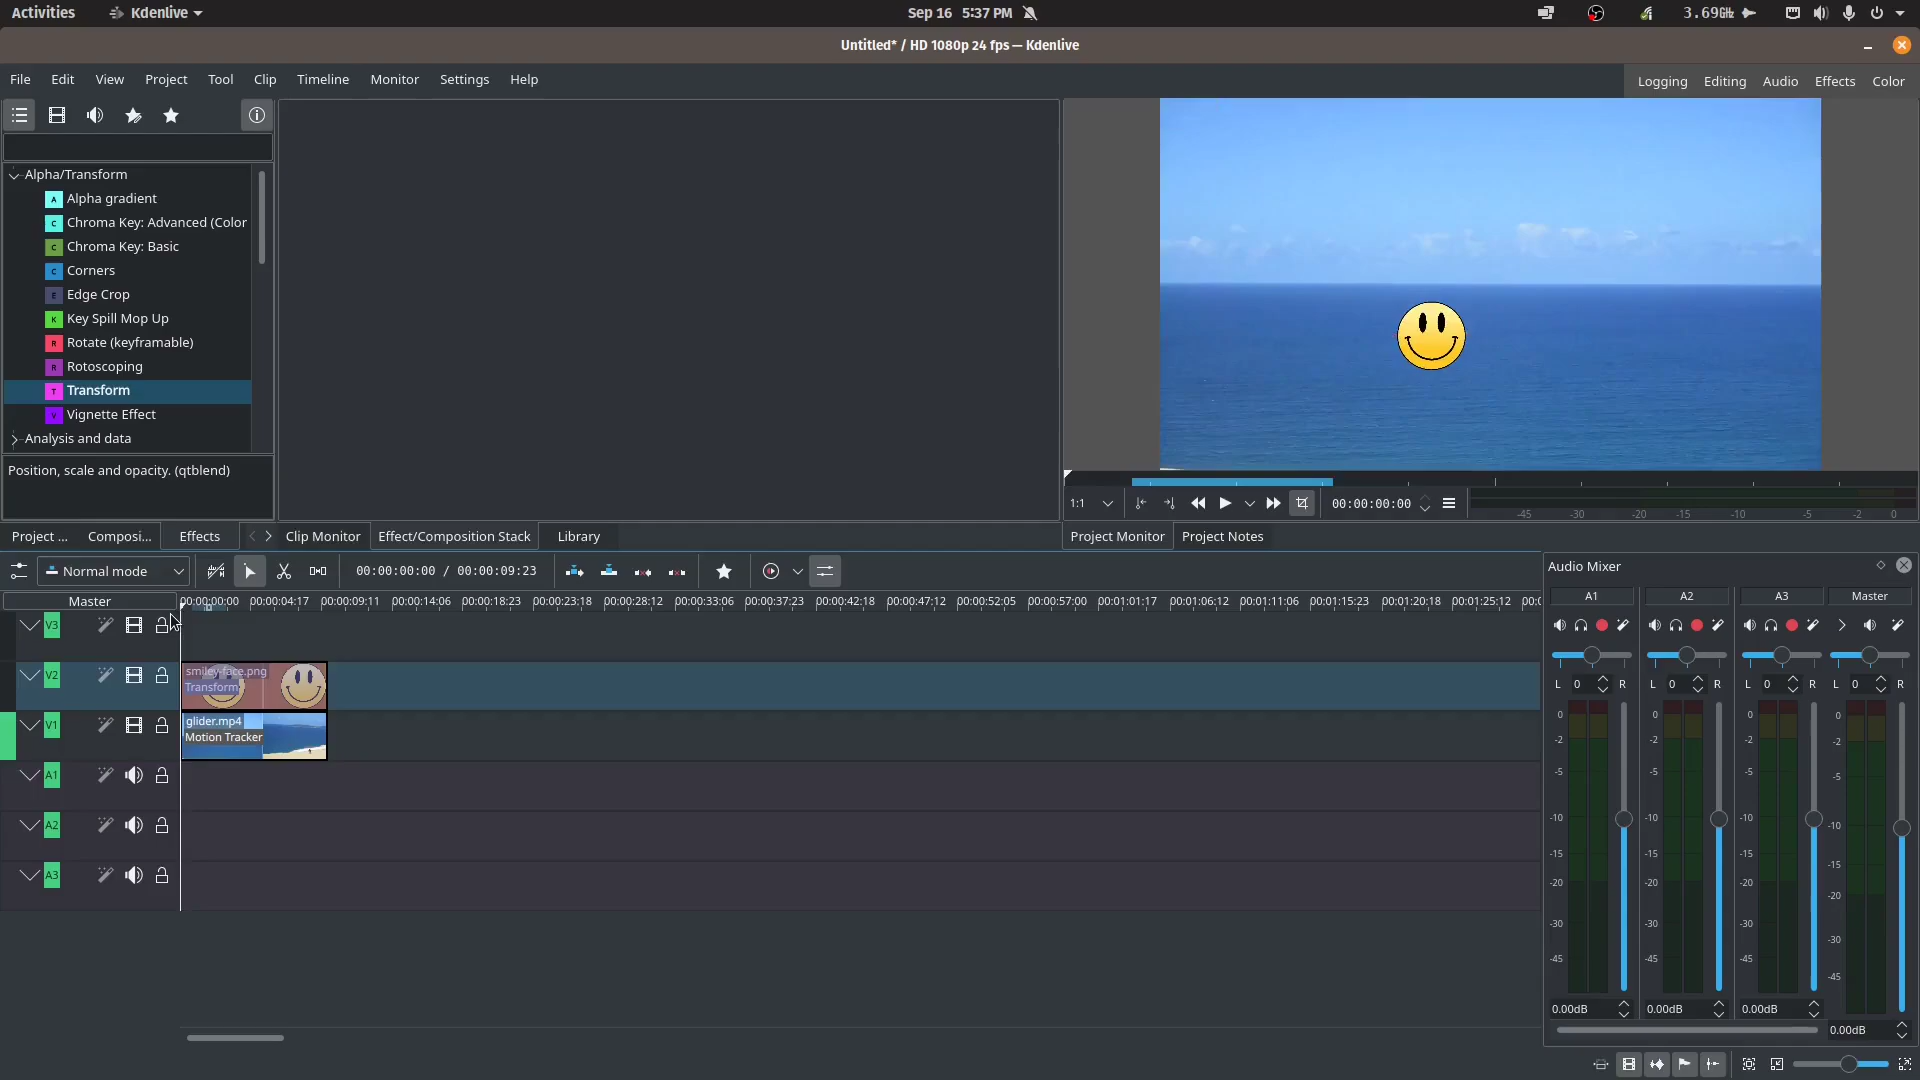 Activities
Kdenlive
Sep 16 5:37 PM
3.69GHz
Untitled* / HD 1080p 24 fps — Kdenlive
File Edit View Project Tool Clip Timeline Monitor Settings Help
Logging Editing Audio Effects Color
Alpha/Transform
A Alpha gradient
C Chroma Key: Advanced (Color
C Chroma Key: Basic
C Corners
E Edge Crop
K Key Spill Mop Up
R Rotate (keyframable)
R Rotoscoping
T Transform
V Vignette Effect
Analysis and data
Position, scale and opacity. (qtblend)
1:1
00:00:00:00
-45 -30 -20 -15 -10 -5 -2 0
Project ... Composi... Effects
Clip Monitor Effect/Composition Stack Library
Project Monitor Project Notes
Normal mode
00:00:00:00 / 00:00:09:23
Audio Mixer
Master
00:00:00:00 00:00:04:17 00:00:09:11 00:00:14:06 00:00:18:23 00:00:23:18 00:00:28:12 00:00:33:06 00:00:37:23 00:00:42:18 00:00:47:12 00:00:52:05 00:00:57:00 00:01:01:17 00:01:06:12 00:01:11:06 00:01:15:23 00:01:20:18 00:01:25:12 00:0
V3
V2
smiley-face.png
Transform
V1
glider.mp4
Motion Tracker
A1
A2
A3
A1 A2 A3 Master
L 0 R L 0 R L 0 R L 0 R
0 0 0 0
-2 -2 -2 -2
-5 -5 -5 -5
-10 -10 -10 -10
-15 -15 -15 -15
-20 -20 -20 -20
-30 -30 -30 -30
-45 -45 -45 -45
0.00dB 0.00dB 0.00dB 0.00dB